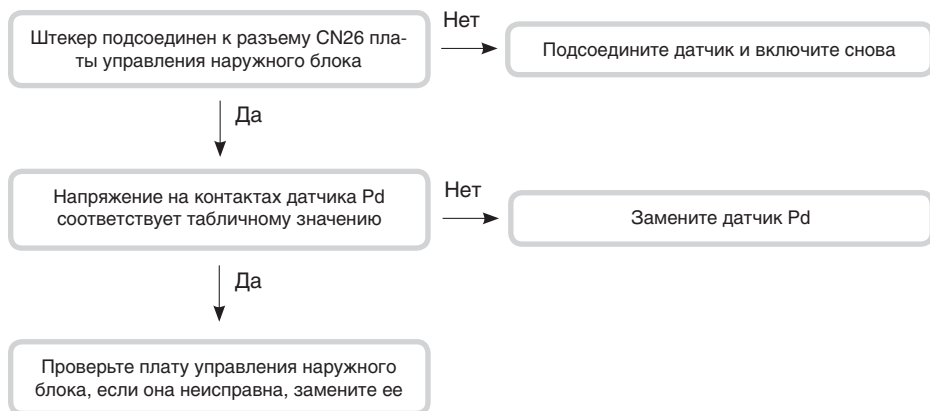 Штекер подсоединен к разъему CN26 пла-
ты управления наружного блока
Нет
Подсоедините датчик и включите снова
Да
Напряжение на контактах датчика Pd
соответствует табличному значению
Нет
Замените датчик Pd
Да
Проверьте плату управления наружного
блока, если она неисправна, замените ее